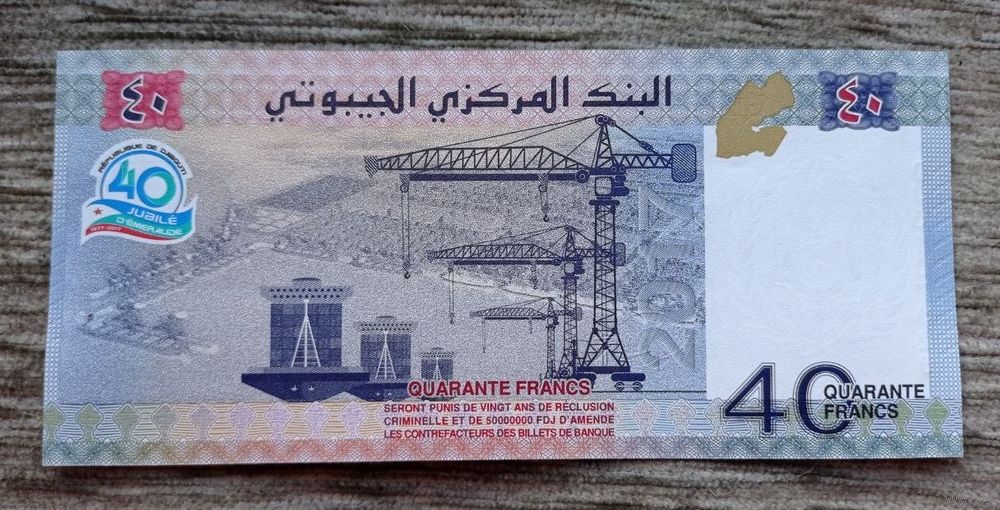 ٤٠
البنك المركزي الجيبوتي
٤٠
RÉPUBLIQUE DE DJIBOUTI
40
JUBILÉ
D'ÉMERAUDE
1977-2017
2017
QUARANTE FRANCS
SERONT PUNIS DE VINGT ANS DE RÉCLUSION
CRIMINELLE ET DE 50000000 FDJ D'AMENDE
LES CONTREFACTEURS DES BILLETS DE BANQUE
40
QUARANTE
FRANCS